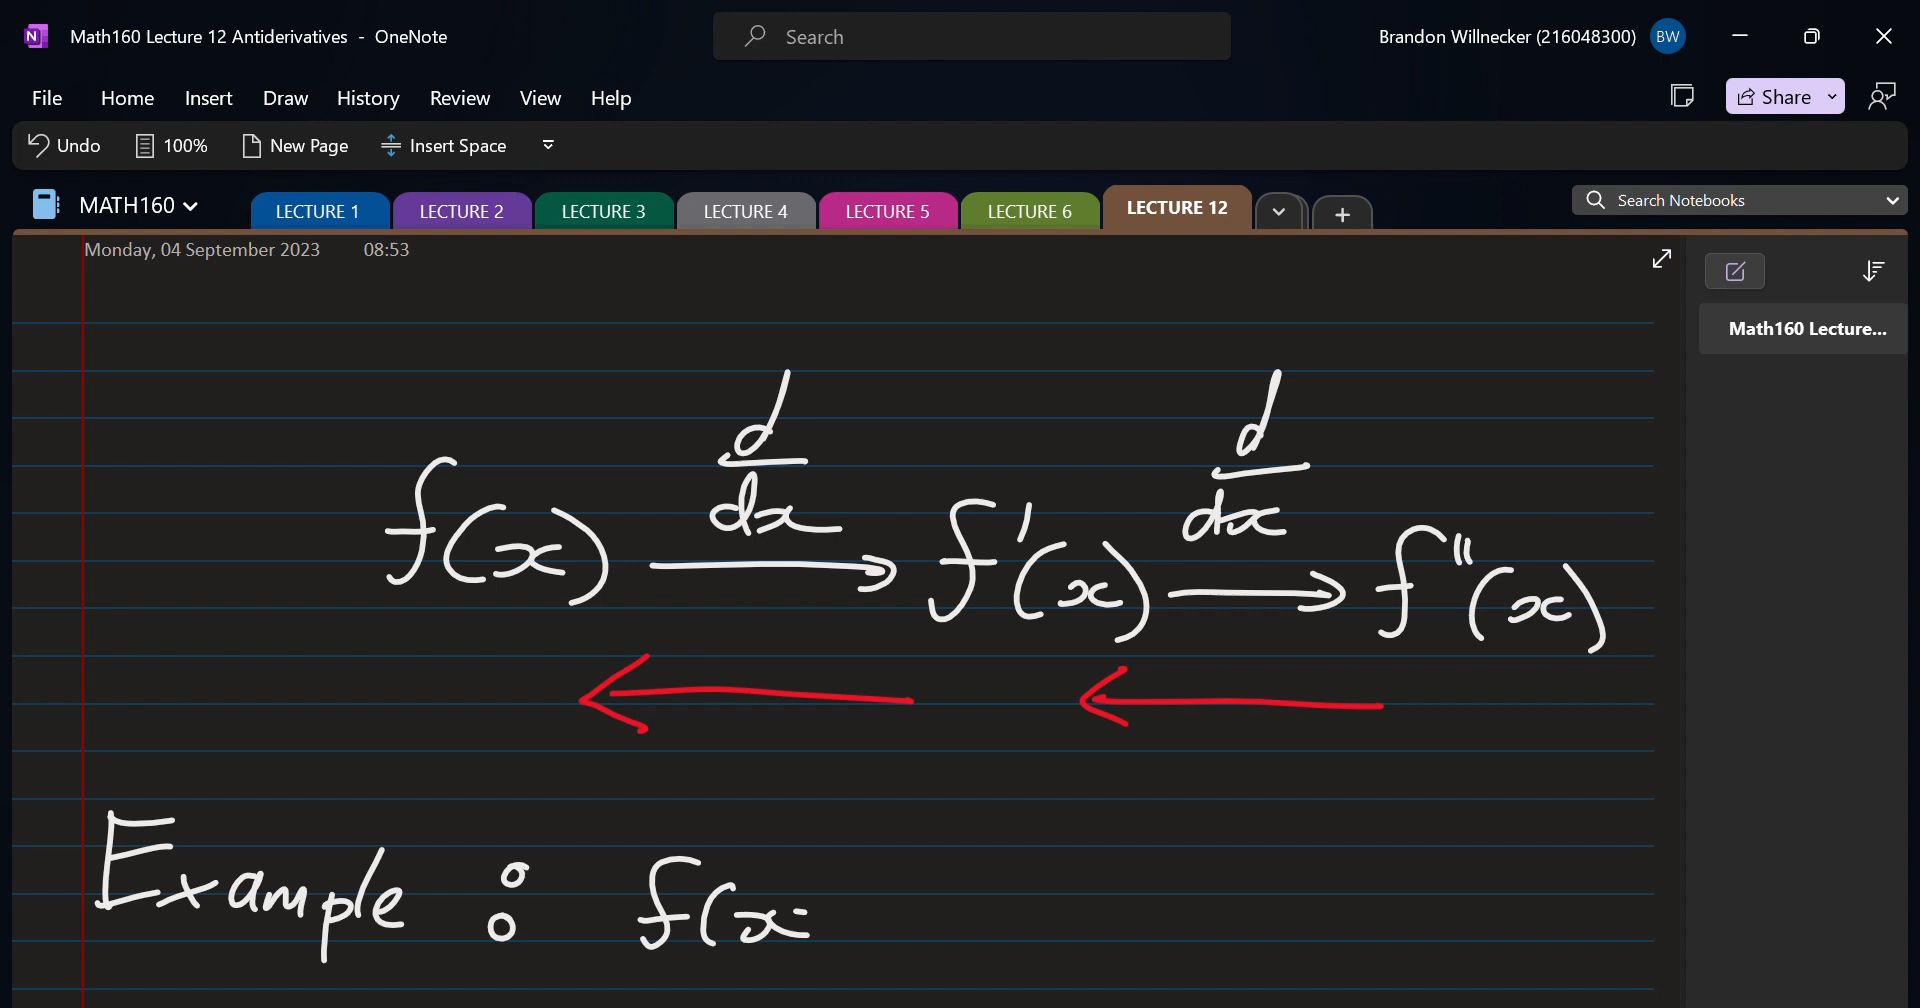 Math160 Lecture 12 Antiderivatives - OneNote
Search
Brandon Willnecker (216048300) BW
File Home Insert Draw History Review View Help
Share
Undo 100% New Page Insert Space
MATH160 LECTURE 1 LECTURE 2 LECTURE 3 LECTURE 4 LECTURE 5 LECTURE 6 LECTURE 12 +
Search Notebooks
Monday, 04 September 2023 08:53
Math160 Lecture...
f(x) d/dx → f'(x) d/dx → f''(x)
← ←
Example : f(x